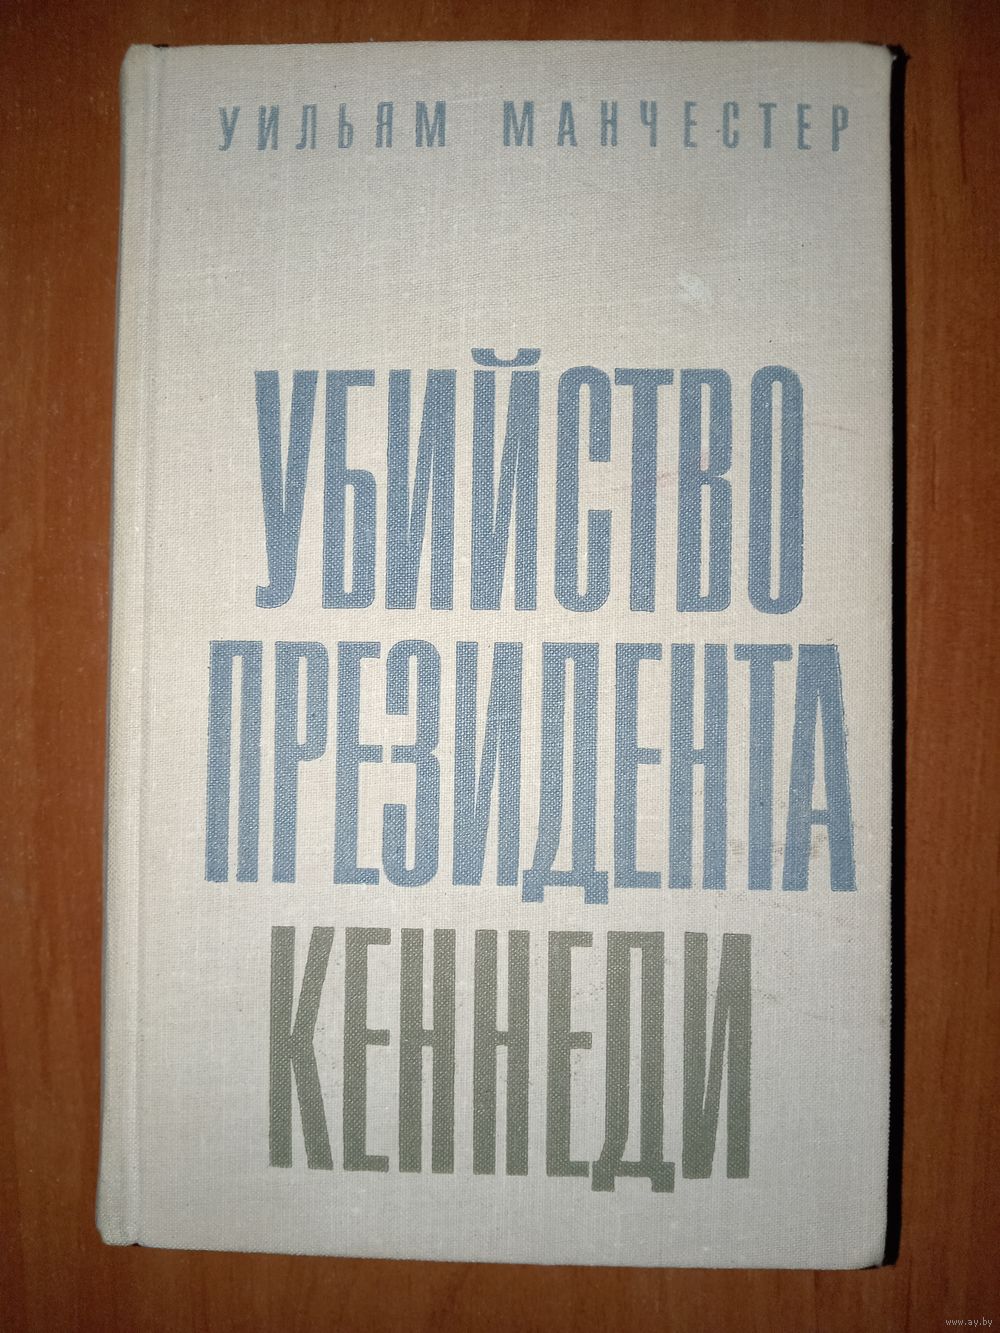 УИЛЬЯМ МАНЧЕСТЕР
УБИЙСТВО
ПРЕЗИДЕНТА
КЕННЕДИ
www.ay.by